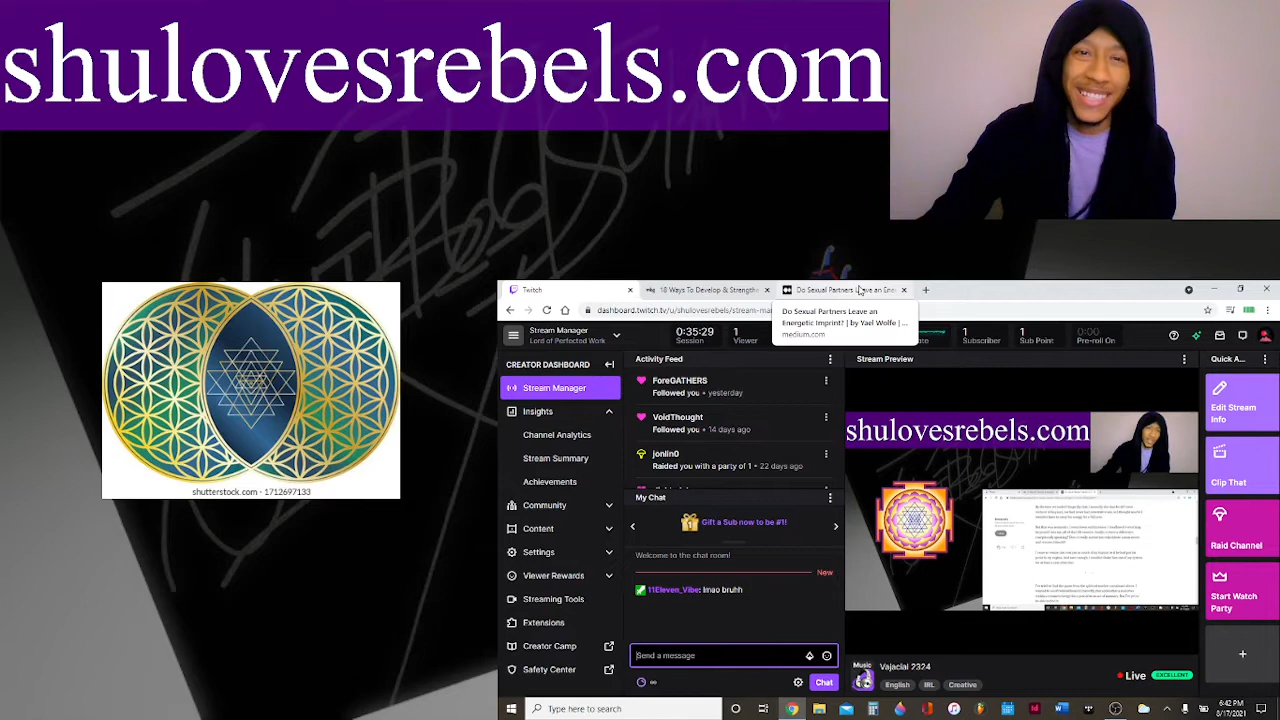 shulovesrebels.com
shutterstock.com - 1712697133
Twitch
10 Ways To Develop & Strengthe
Do Sexual Partners Leave an Ene
dashboard.twitch.tv/u/shulovesrebels/stream-ma
Do Sexual Partners Leave an
Energetic Imprint? | by Yael Wolfe | ...
medium.com
Stream Manager
Lord of Perfected Work
0:35:29
Session
1
Viewer
1
Subscriber
1
Sub Point
0:00
Pre-roll On
CREATOR DASHBOARD
Stream Manager
Insights
Channel Analytics
Stream Summary
Achievements
Community
Content
Settings
Viewer Rewards
Streaming Tools
Extensions
Creator Camp
Safety Center
Activity Feed
ForeGATHERS
Followed you • yesterday
VoidThought
Followed you • 14 days ago
jonlin0
Raided you with a party of 1 • 22 days ago
My Chat
Gift a Sub now to be #1!
Welcome to the chat room!
New
11Eleven_Vibe: lmao bruhh
Send a message
Chat
Stream Preview
shulovesrebels.com
Music
Vajacial 2324
English
IRL
Creative
Live
EXCELLENT
Quick A...
Edit Stream
Info
Clip That
Raid Channel
Start Watch
Party
Type here to search
6:42 PM
5/17/2021